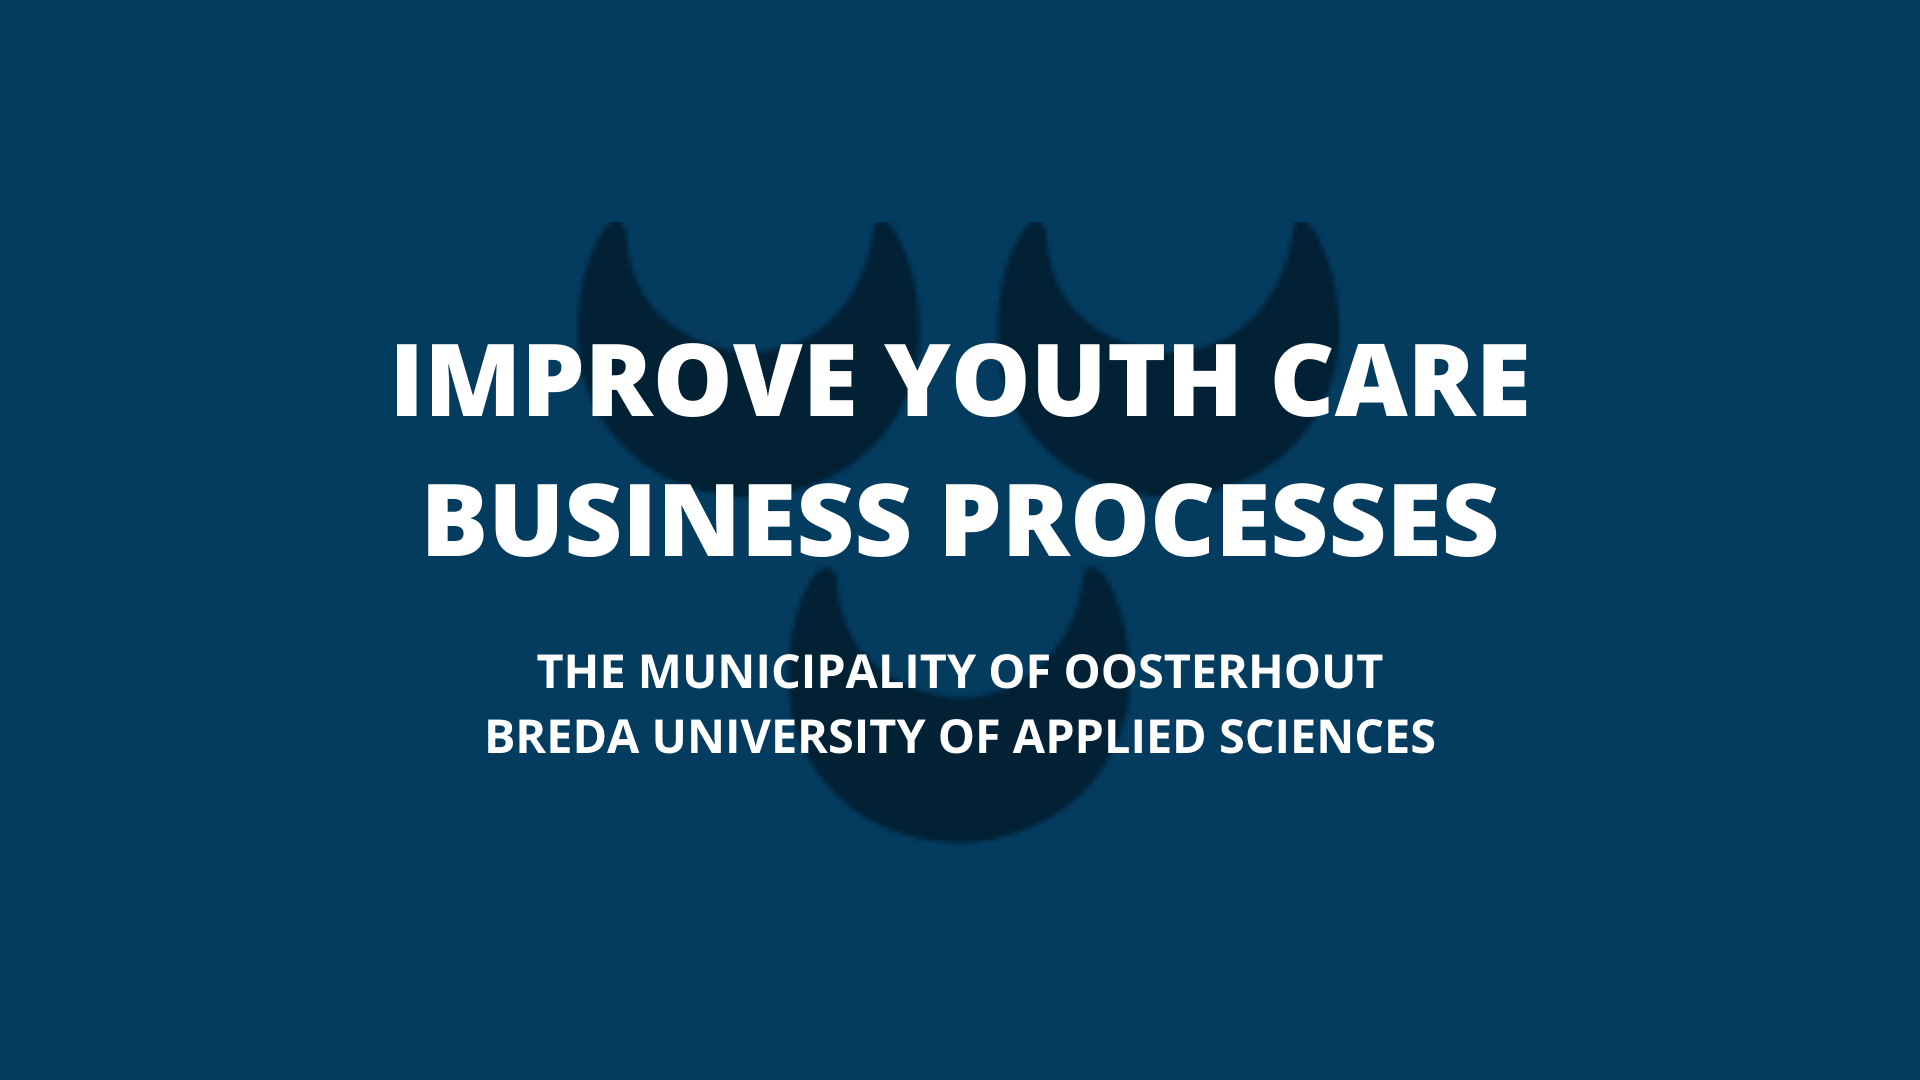 IMPROVE YOUTH CARE
BUSINESS PROCESSES
THE MUNICIPALITY OF OOSTERHOUT
BREDA UNIVERSITY OF APPLIED SCIENCES